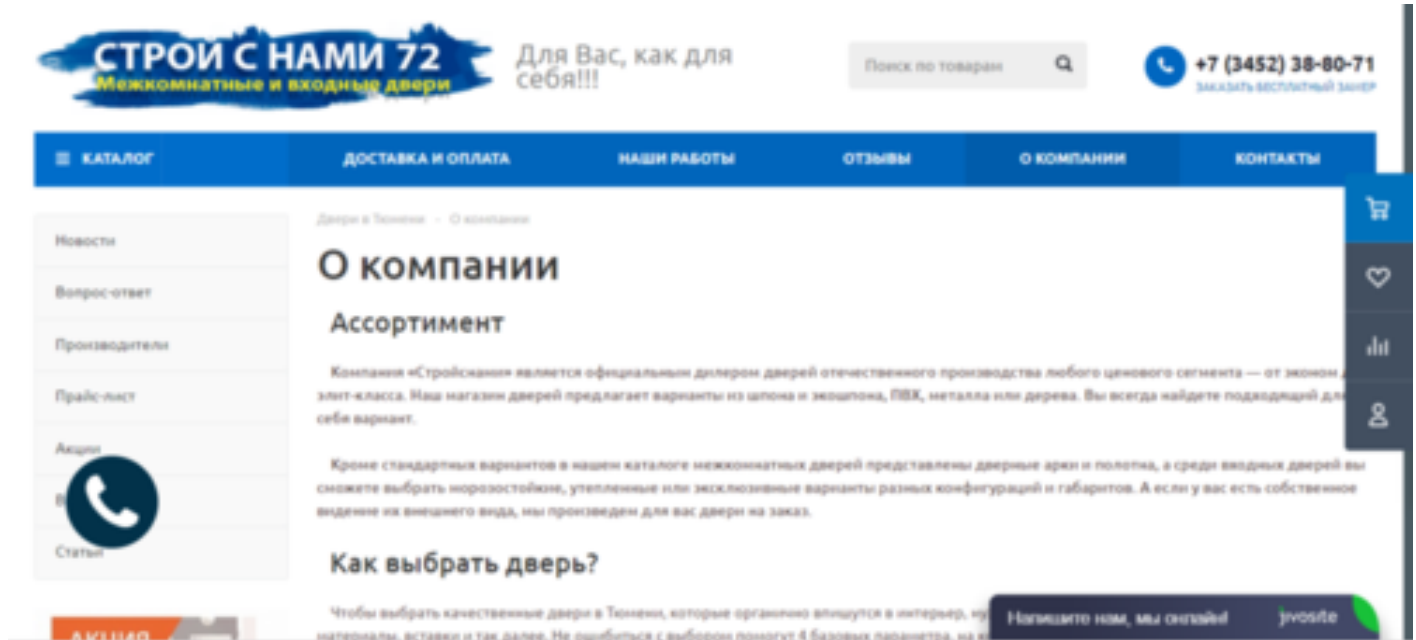 СТРОЙ С НАМИ 72
Межкомнатные и входные двери
Для Вас, как для
себя!!!
Поиск по товарам
+7 (3452) 38-80-71
ЗАКАЗАТЬ БЕСПЛАТНЫЙ ЗАМЕР
КАТАЛОГ
ДОСТАВКА И ОПЛАТА
НАШИ РАБОТЫ
ОТЗЫВЫ
О КОМПАНИИ
КОНТАКТЫ
Новости
Вопрос-ответ
Производители
Прайс-лист
Акции
Статьи
АКЦИЯ
Двери в Тюмени - О компании
О компании
Ассортимент
Компания «Стройснами» является официальным дилером дверей отечественного производства любого ценового сегмента — от эконом
элит-класса. Наш магазин дверей предлагает варианты из шпона и экошпона, ПВХ, металла или дерева. Вы всегда найдете подходящий для
себя вариант.
Кроме стандартных вариантов в нашем каталоге межкомнатных дверей представлены дверные арки и полотна, а среди входных дверей вы
сможете выбрать морозостойкие, утепленные или эксклюзивные варианты разных конфигураций и габаритов. А если у вас есть собственное
видение их внешнего вида, мы произведем для вас двери на заказ.
Как выбрать дверь?
Чтобы выбрать качественные двери в Тюмени, которые органично впишутся в интерьер,
материалы, вставки и так далее. Не ошибиться с выбором помогут 4 базовых параметра, на
Напишите нам, мы онлайн!
jivosite